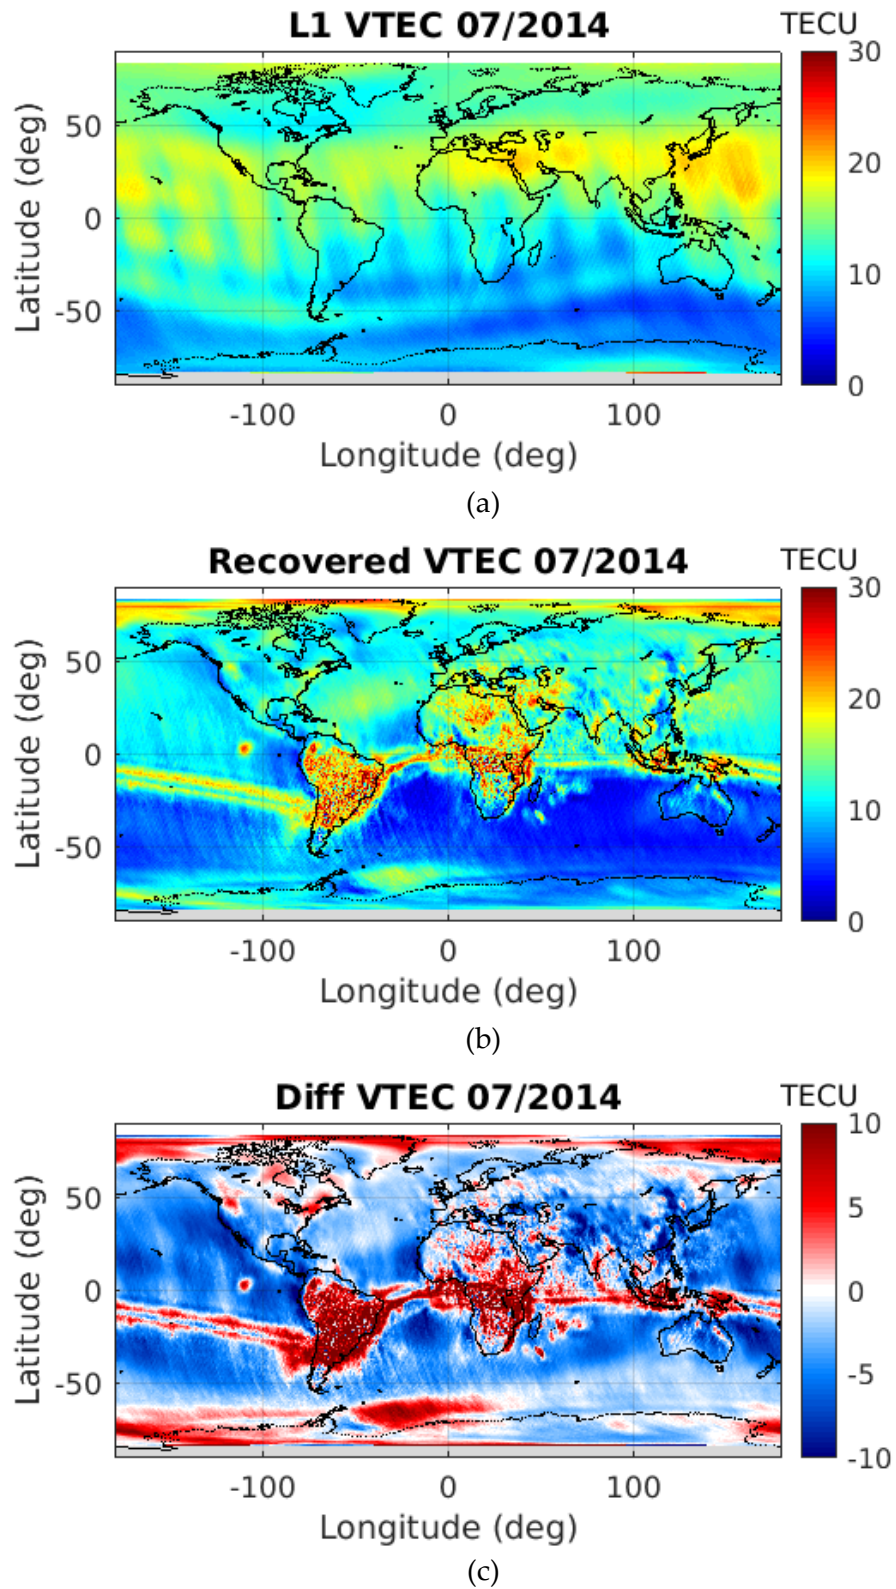 L1 VTEC 07/2014 TECU
30
20
10
0
50
0
-50
Latitude (deg)
-100 0 100
Longitude (deg)
(a)
Recovered VTEC 07/2014 TECU
30
20
10
0
50
0
-50
Latitude (deg)
-100 0 100
Longitude (deg)
(b)
Diff VTEC 07/2014 TECU
10
5
0
-5
-10
50
0
-50
Latitude (deg)
-100 0 100
Longitude (deg)
(c)